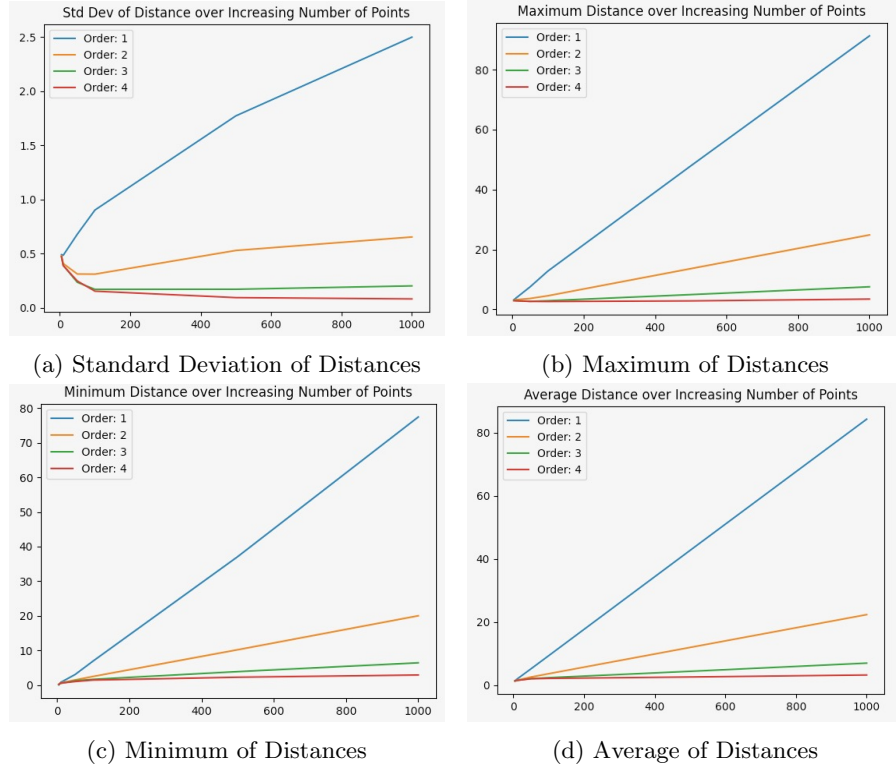 Std Dev of Distance over Increasing Number of Points
Order: 1
Order: 2
Order: 3
Order: 4
2.5
2.0
1.5
1.0
0.5
0.0
0 200 400 600 800 1000
(a) Standard Deviation of Distances
Maximum Distance over Increasing Number of Points
Order: 1
Order: 2
Order: 3
Order: 4
80
60
40
20
0
0 200 400 600 800 1000
(b) Maximum of Distances
Minimum Distance over Increasing Number of Points
Order: 1
Order: 2
Order: 3
Order: 4
80
70
60
50
40
30
20
10
0
0 200 400 600 800 1000
(c) Minimum of Distances
Average Distance over Increasing Number of Points
Order: 1
Order: 2
Order: 3
Order: 4
80
60
40
20
0
0 200 400 600 800 1000
(d) Average of Distances